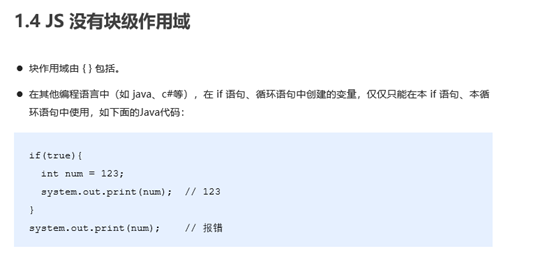 1.4 JS 没有块级作用域
● 块作用域由 { } 包括。
● 在其他编程语言中（如 java、c#等），在 if 语句、循环语句中创建的变量，仅仅只能在本 if 语句、本循
环语句中使用，如下面的Java代码：
if(true){
  int num = 123;
  system.out.print(num);  // 123
}
system.out.print(num);    // 报错